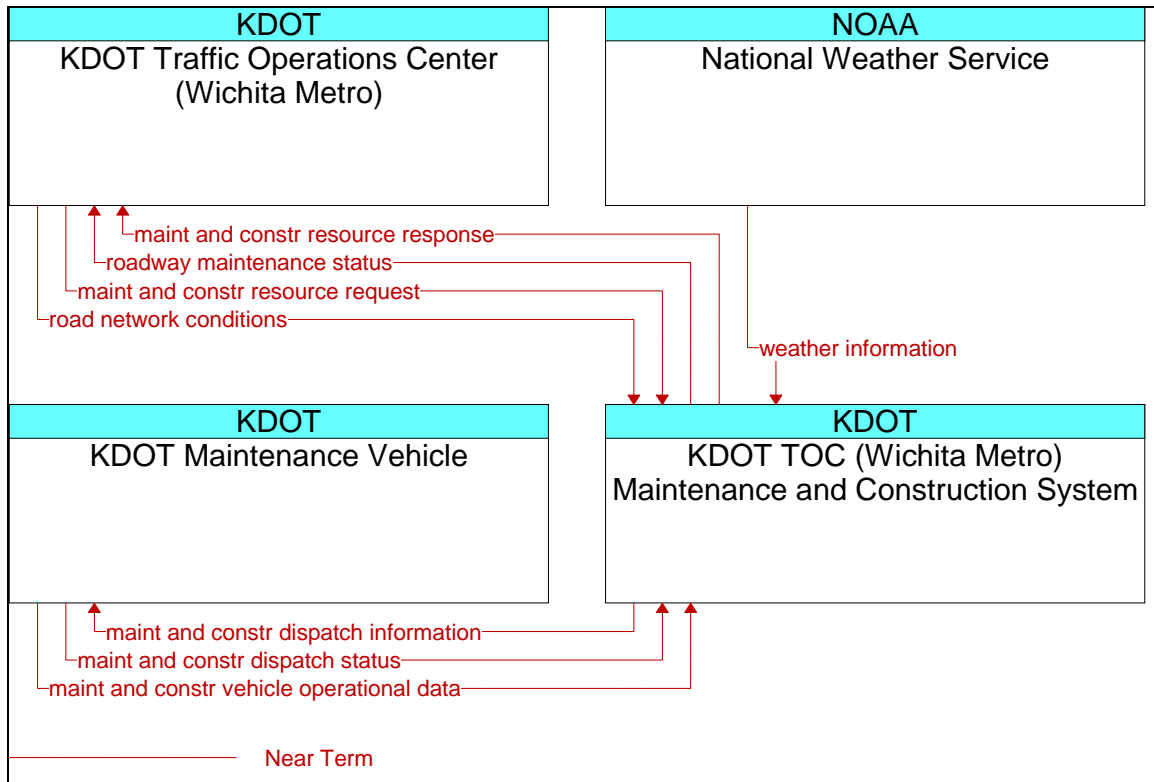 KDOT
KDOT Traffic Operations Center
(Wichita Metro)
NOAA
National Weather Service
maint and constr resource response
roadway maintenance status
maint and constr resource request
road network conditions
weather information
KDOT
KDOT Maintenance Vehicle
KDOT
KDOT TOC (Wichita Metro)
Maintenance and Construction System
maint and constr dispatch information
maint and constr dispatch status
maint and constr vehicle operational data
Near Term